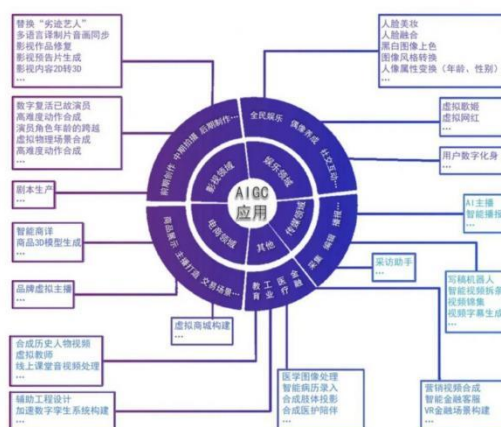 替换“劣迹艺人”
多语言译制片音画同步
影视作品修复
影视预告片生成
影视内容2D转3D
...
数字复活已故演员
高难度动作合成
演员角色年龄的跨越
虚拟物理场景合成
高难度动作合成
...
剧本生产
...
智能商详
商品3D模型生成
...
品牌虚拟主播
...
虚拟商城构建
...
合成历史人物视频
虚拟教师
线上课堂音视频处理
...
辅助工程设计
加速数字孪生系统构建
...
人脸美妆
人脸融合
黑白图像上色
图像风格转换
人像属性变换（年龄、性别）
...
虚拟歌姬
虚拟网红
...
用户数字化身
...
AI主播
智能播报
...
采访助手
...
写稿机器人
智能视频拆条
视频锦集
视频字幕生成
...
营销视频合成
智能金融客服
VR金融场景构建
...
医学图像处理
智能病历录入
合成肢体投影
合成医护陪伴
...
AIGC
应用
影视领域
娱乐领域
传媒领域
其他
电商领域
前期创作 中期拍摄 后期制作...
全民娱乐 偶像养成 社交互动...
采集 编辑 播报...
金融
医疗
工业
教育
商品展示 主播打造 交易场景...